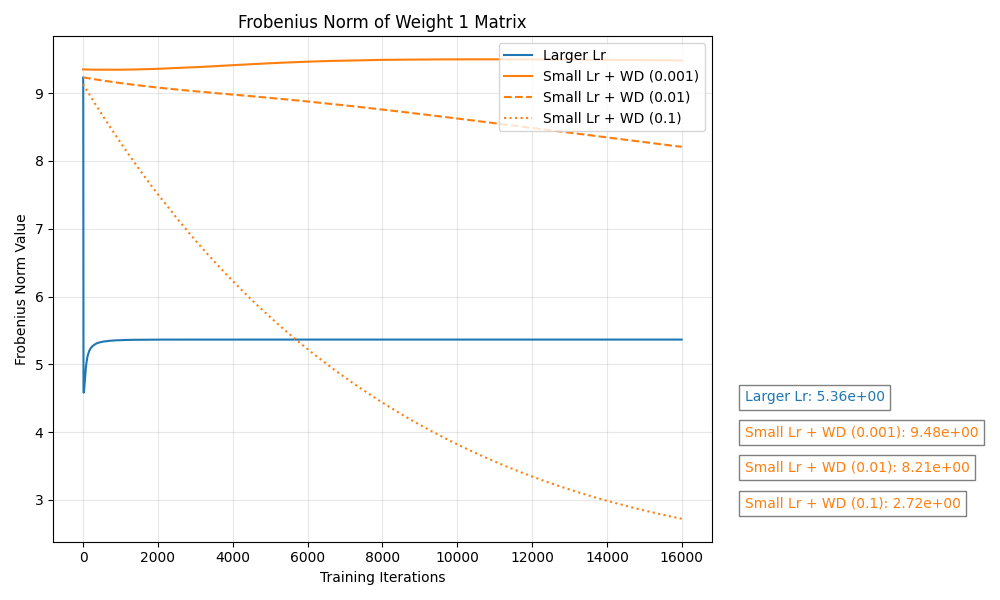 Frobenius Norm of Weight 1 Matrix
Larger Lr
Small Lr + WD (0.001)
Small Lr + WD (0.01)
Small Lr + WD (0.1)
Frobenius Norm Value
9
8
7
6
5
4
3
0
2000
4000
6000
8000
10000
12000
14000
16000
Training Iterations
Larger Lr: 5.36e+00
Small Lr + WD (0.001): 9.48e+00
Small Lr + WD (0.01): 8.21e+00
Small Lr + WD (0.1): 2.72e+00